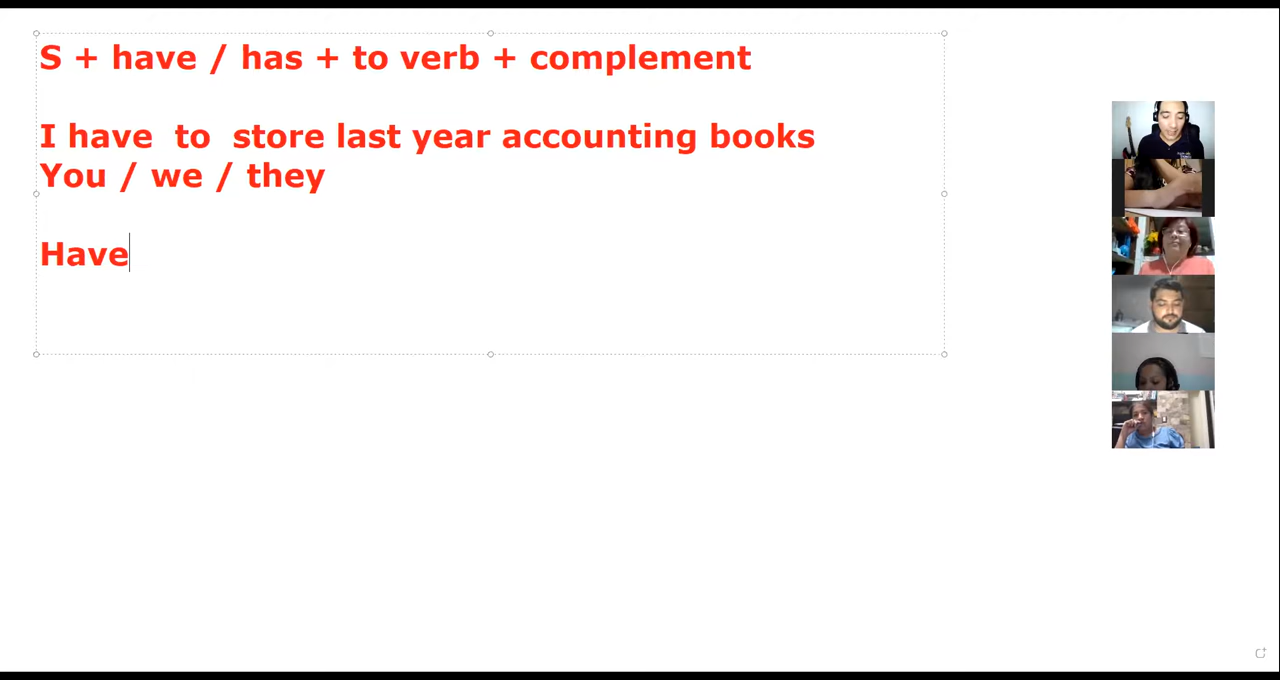 S + have / has + to verb + complement
I have to store last year accounting books
You / we / they
Have